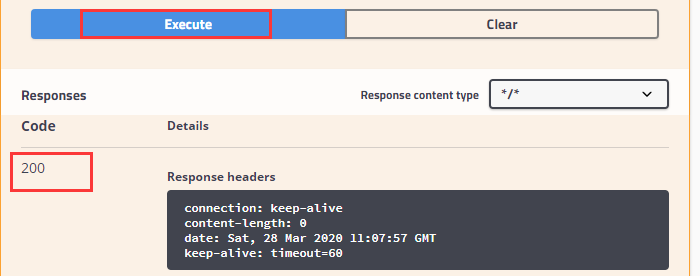 Execute Clear
Responses Response content type */*
Code Details
200
Response headers
connection: keep-alive
content-length: 0
date: Sat, 28 Mar 2020 11:07:57 GMT
keep-alive: timeout=60